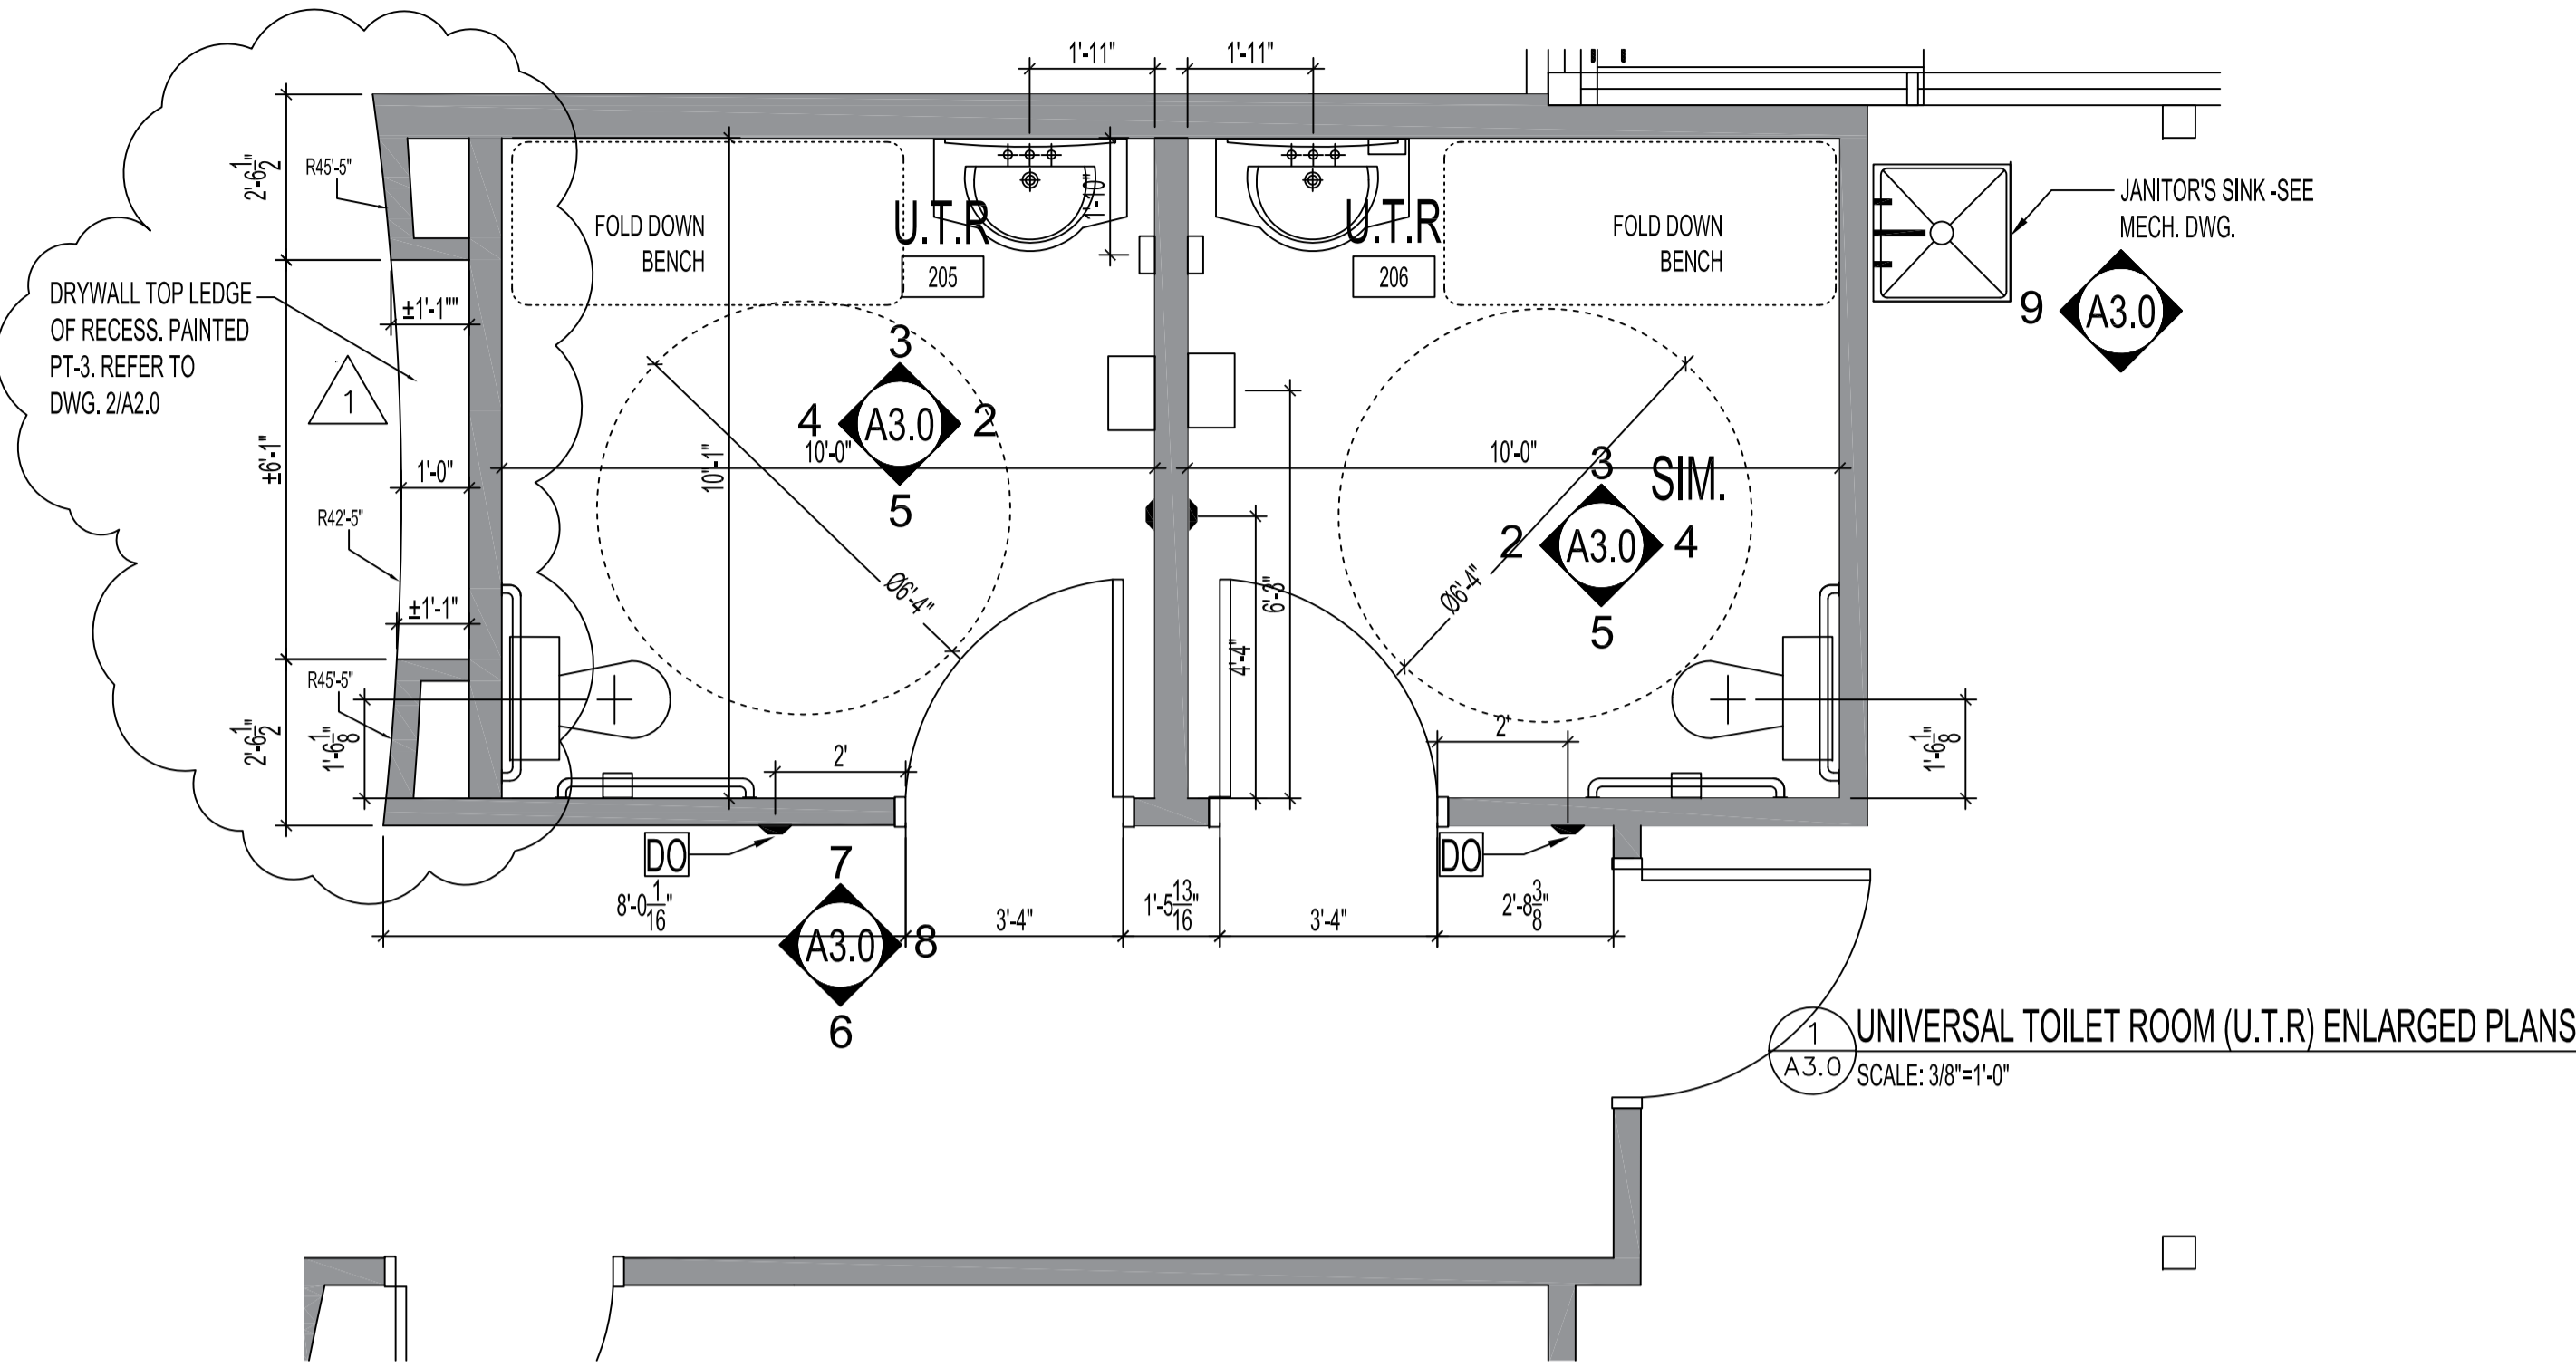 1'-11"
1'-11"
2'-6 1/2"
R45'-5"
FOLD DOWN
BENCH
U.T.R
205
1'-10"
U.T.R
206
FOLD DOWN
BENCH
JANITOR'S SINK -SEE
MECH. DWG.
9
A3.0
DRYWALL TOP LEDGE
OF RECESS. PAINTED
PT-3. REFER TO
DWG. 2/A2.0
1
±1'-1""
±6'-1"
1'-0"
R42'-5"
±1'-1"
R45'-5"
2'-6 1/2"
1'-6 1/8"
10'-1"
3
4
A3.0
2
5
10'-0"
Ø6'-4"
10'-0"
3
SIM.
2
A3.0
4
5
Ø6'-4"
6'-3"
4'-4"
2'
2'
1'-6 1/8"
DO
DO
7
A3.0
8
6
8'-0 1/16"
3'-4"
1'-5 13/16"
3'-4"
2'-8 3/8"
1
A3.0
UNIVERSAL TOILET ROOM (U.T.R) ENLARGED PLANS
SCALE: 3/8"=1'-0"